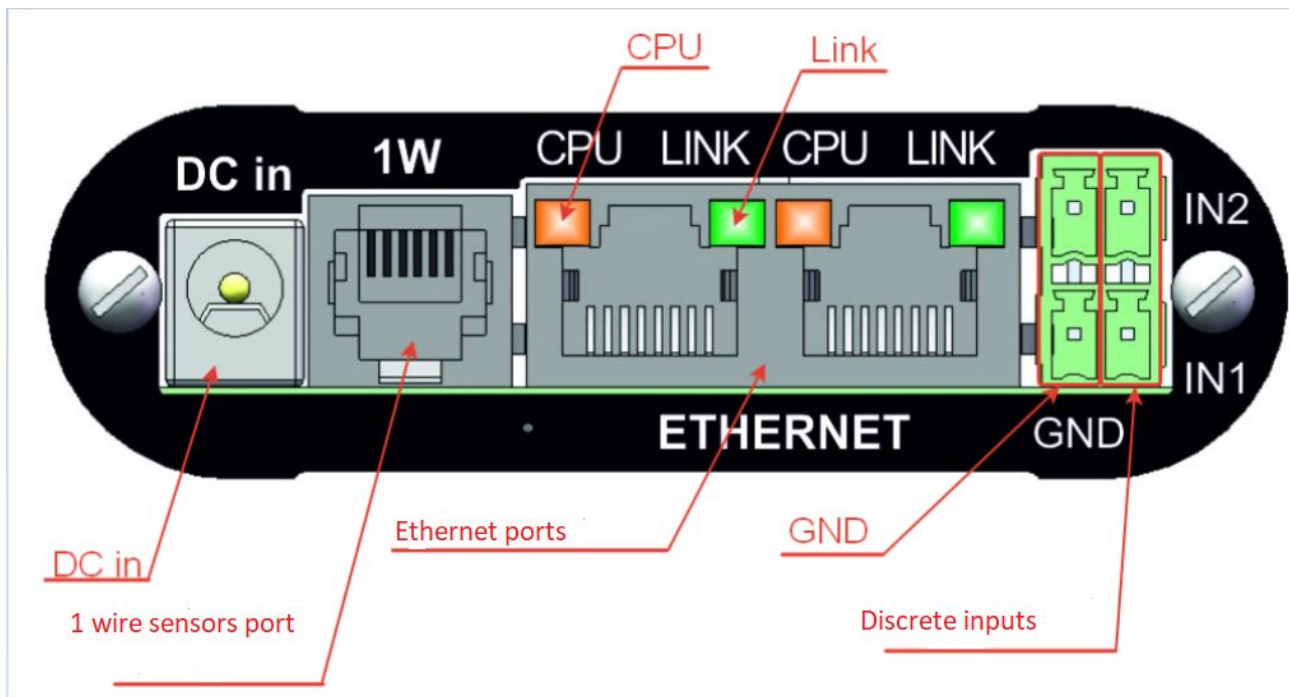 CPU
Link
DC in
1W
CPU LINK CPU LINK
IN2
IN1
ETHERNET
GND
Ethernet ports
GND
DC in
1 wire sensors port
Discrete inputs